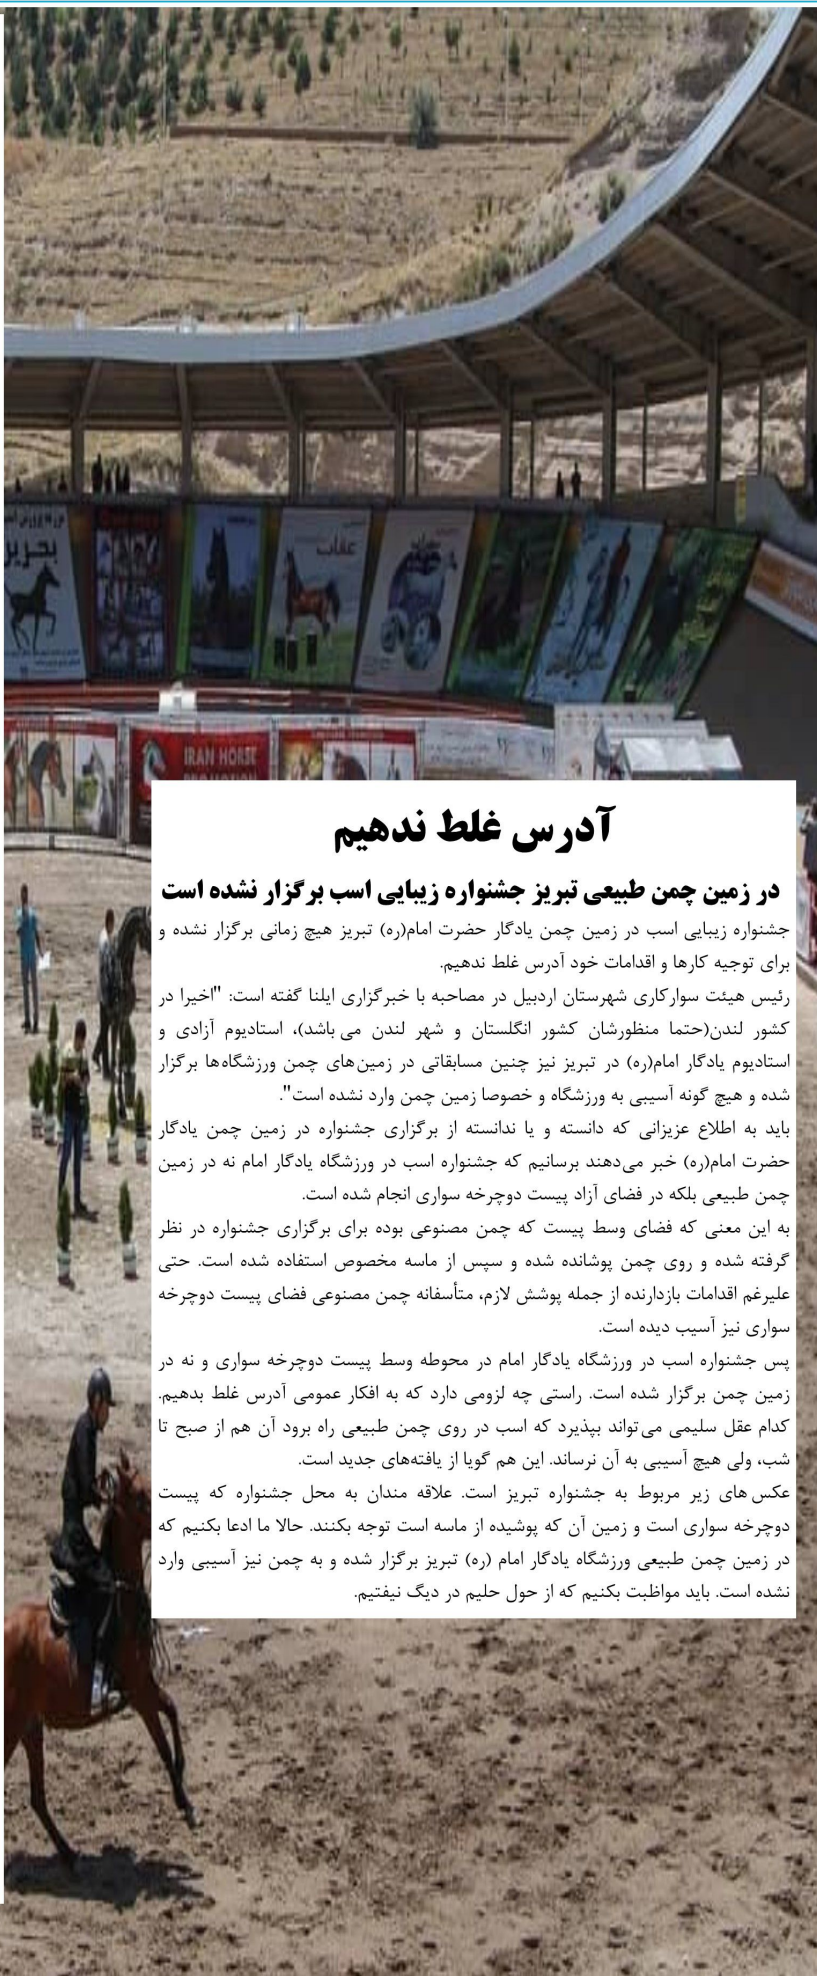 بحرین
عقاب
IRAN HORSE
PROMOTION
آدرس غلط ندهیم
در زمین چمن طبیعی تبریز جشنواره زیبایی اسب برگزار نشده است
جشنواره زیبایی اسب در زمین چمن یادگار حضرت امام(ره) تبریز هیچ زمانی برگزار نشده و
برای توجیه کارها و اقدامات خود آدرس غلط ندهیم.
رئیس هیئت سوارکاری شهرستان اردبیل در مصاحبه با خبرگزاری ایلنا گفته است: "اخیرا در
کشور لندن(حتما منظورشان کشور انگلستان و شهر لندن می باشد)، استادیوم آزادی و
استادیوم یادگار امام(ره) در تبریز نیز چنین مسابقاتی در زمین‌های چمن ورزشگاه‌ها برگزار
شده و هیچ گونه آسیبی به ورزشگاه و خصوصا زمین چمن وارد نشده است".
باید به اطلاع عزیزانی که دانسته و یا ندانسته از برگزاری جشنواره در زمین چمن یادگار
حضرت امام(ره) خبر می‌دهند برسانیم که جشنواره اسب در ورزشگاه یادگار امام نه در زمین
چمن طبیعی بلکه در فضای آزاد پیست دوچرخه سواری انجام شده است.
به این معنی که فضای وسط پیست که چمن مصنوعی بوده برای برگزاری جشنواره در نظر
گرفته شده و روی چمن پوشانده شده و سپس از ماسه مخصوص استفاده شده است. حتی
علیرغم اقدامات بازدارنده از جمله پوشش لازم، متأسفانه چمن مصنوعی فضای پیست دوچرخه
سواری نیز آسیب دیده است.
پس جشنواره اسب در ورزشگاه یادگار امام در محوطه وسط پیست دوچرخه سواری و نه در
زمین چمن برگزار شده است. راستی چه لزومی دارد که به افکار عمومی آدرس غلط بدهیم.
کدام عقل سلیمی می‌تواند بپذیرد که اسب در روی چمن طبیعی راه برود آن هم از صبح تا
شب، ولی هیچ آسیبی به آن نرساند. این هم گویا از یافته‌های جدید است.
عکس های زیر مربوط به جشنواره تبریز است. علاقه مندان به محل جشنواره که پیست
دوچرخه سواری است و زمین آن که پوشیده از ماسه است توجه بکنند. حالا ما ادعا بکنیم که
در زمین چمن طبیعی ورزشگاه یادگار امام (ره) تبریز برگزار شده و به چمن نیز آسیبی وارد
نشده است. باید مواظبت بکنیم که از حول حلیم در دیگ نیفتیم.